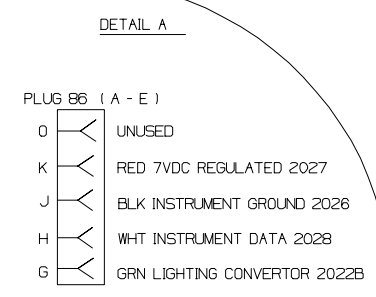 DETAIL A
PLUG 86 (A - E)
O UNUSED
K RED 7VDC REGULATED 2027
J BLK INSTRUMENT GROUND 2026
H WHT INSTRUMENT DATA 2028
G GRN LIGHTING CONVERTOR 2022B